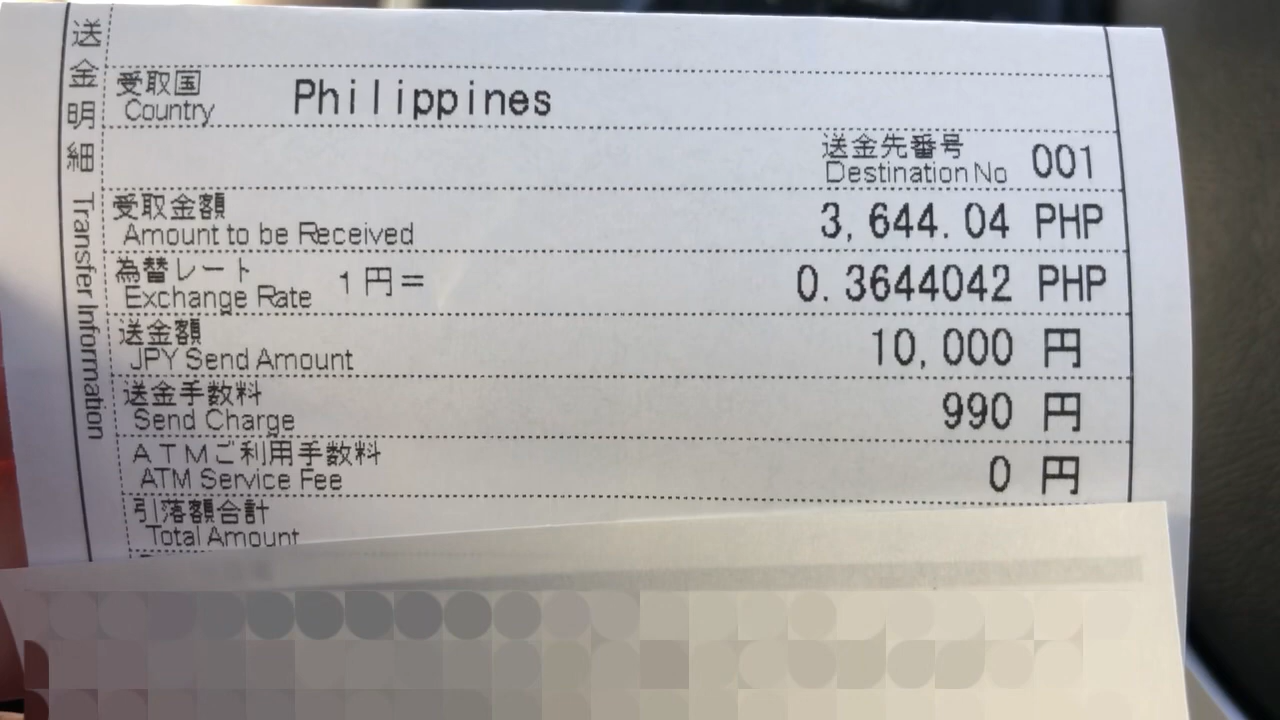 送金明細 Transfer Information
受取国
Country Philippines
送金先番号
Destination No 001
受取金額
Amount to be Received 3,644.04 PHP
為替レート
Exchange Rate 1円= 0.3644042 PHP
送金額
JPY Send Amount 10,000 円
送金手数料
Send Charge 990 円
ATMご利用手数料
ATM Service Fee 0 円
引落額合計
Total Amount